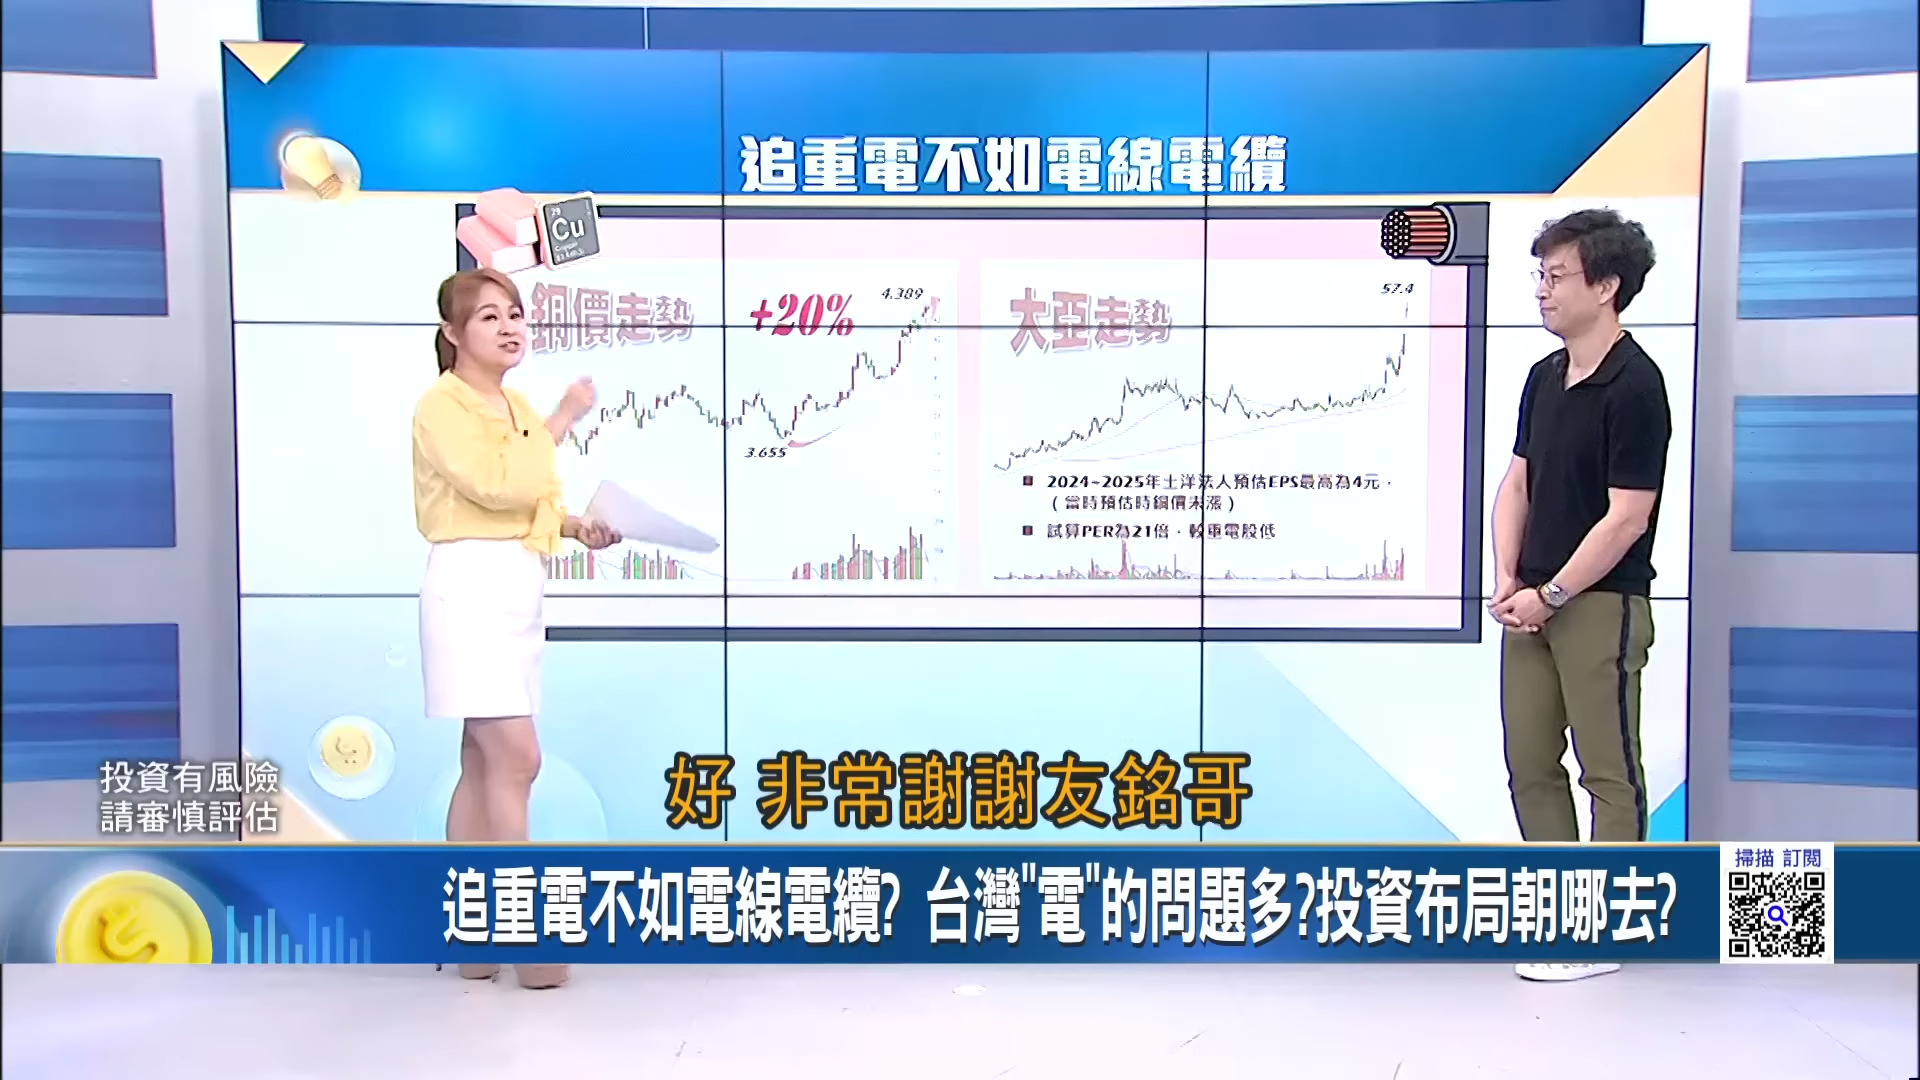 追重電不如電線電纜
29
Cu
銅價走勢
+20%
4.389
3.655
大亞走勢
57.4
2024~2025年土洋法人預估EPS最高為4元，
（當時預估時銅價未漲）
試算PER為21倍，較重電股低
投資有風險
請審慎評估
好 非常謝謝友銘哥
追重電不如電線電纜? 台灣"電"的問題多?投資布局朝哪去?
掃描 訂閱